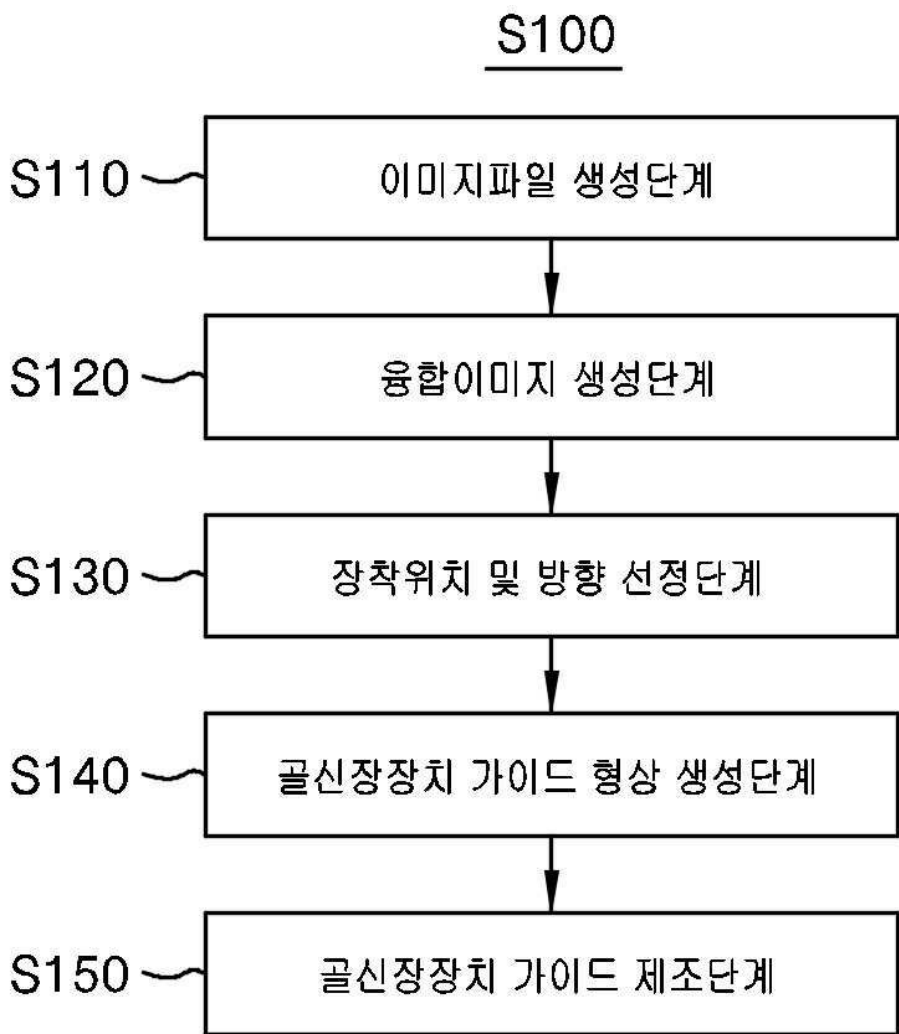 S100
S110 이미지파일 생성단계
S120 융합이미지 생성단계
S130 장착위치 및 방향 선정단계
S140 골신장장치 가이드 형상 생성단계
S150 골신장장치 가이드 제조단계